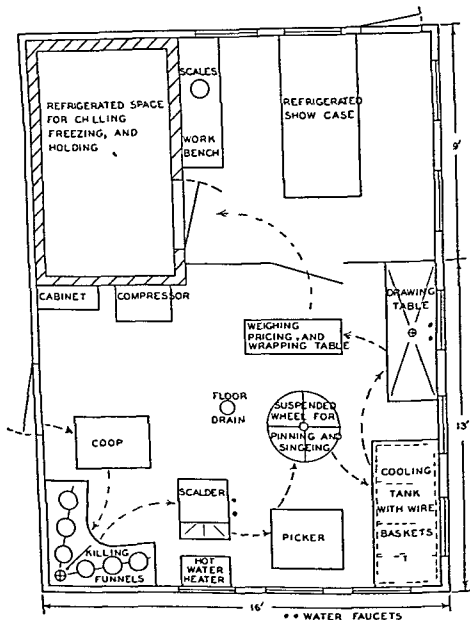 SCALES
REFRIGERATED SPACE
FOR CHILLING
FREEZING, AND
HOLDING
REFRIGERATED
SHOW CASE
WORK
BENCH
9'
CABINET
COMPRESSOR
DRAWING
TABLE
WEIGHING
PRICING, AND
WRAPPING TABLE
FLOOR
DRAIN
SUSPENDED
WHEEL FOR
PINNING AND
SINGEING
13'
COOP
COOLING
TANK
WITH WIRE
BASKETS
SCALDER
PICKER
KILLING
FUNNELS
HOT
WATER
HEATER
16'
•• WATER FAUCETS